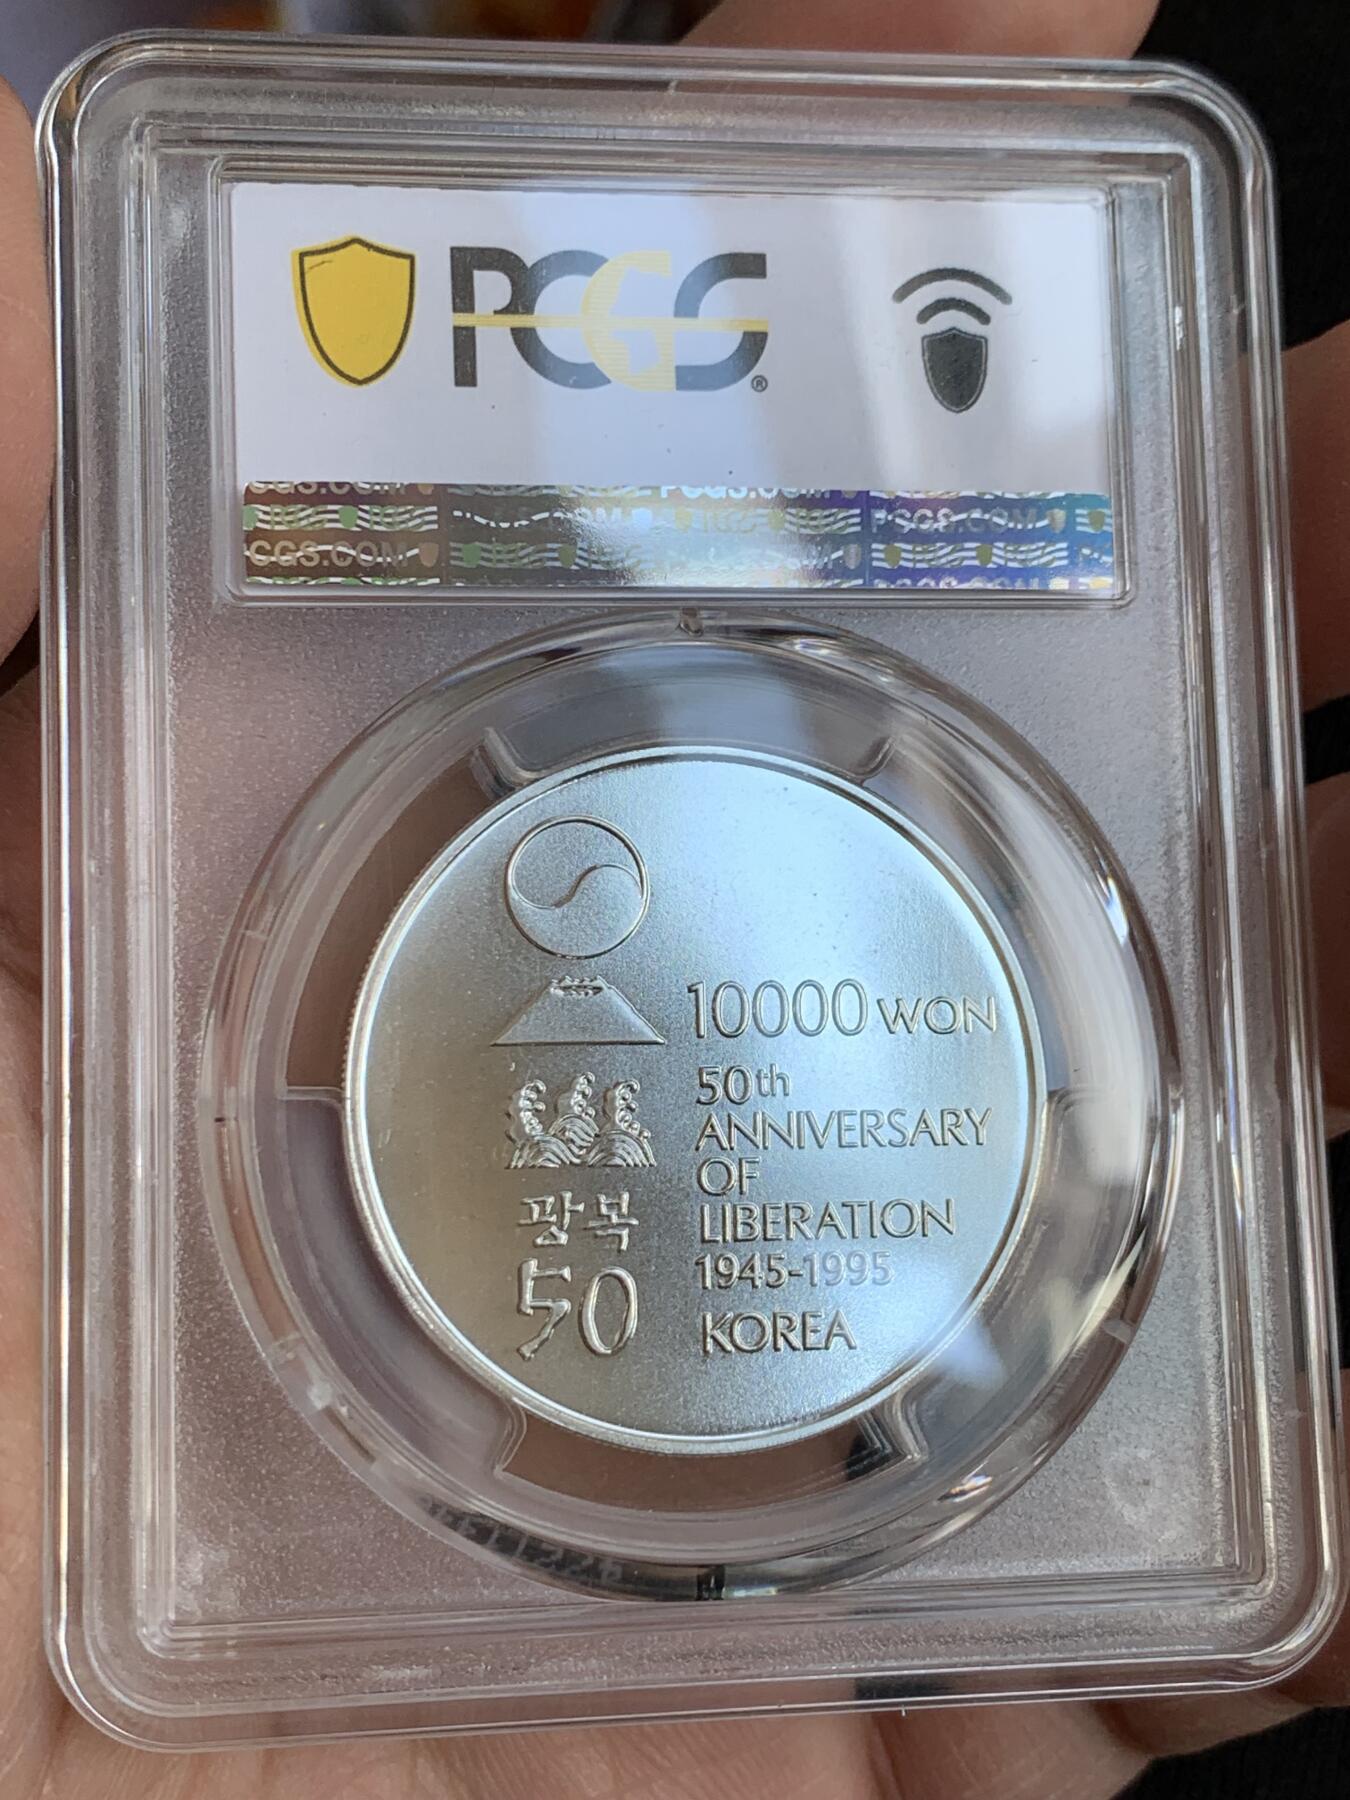 PCGS®
PCGS.COM
10000 WON
50th
ANNIVERSARY
OF
LIBERATION
1945-1995
KOREA
광복
50